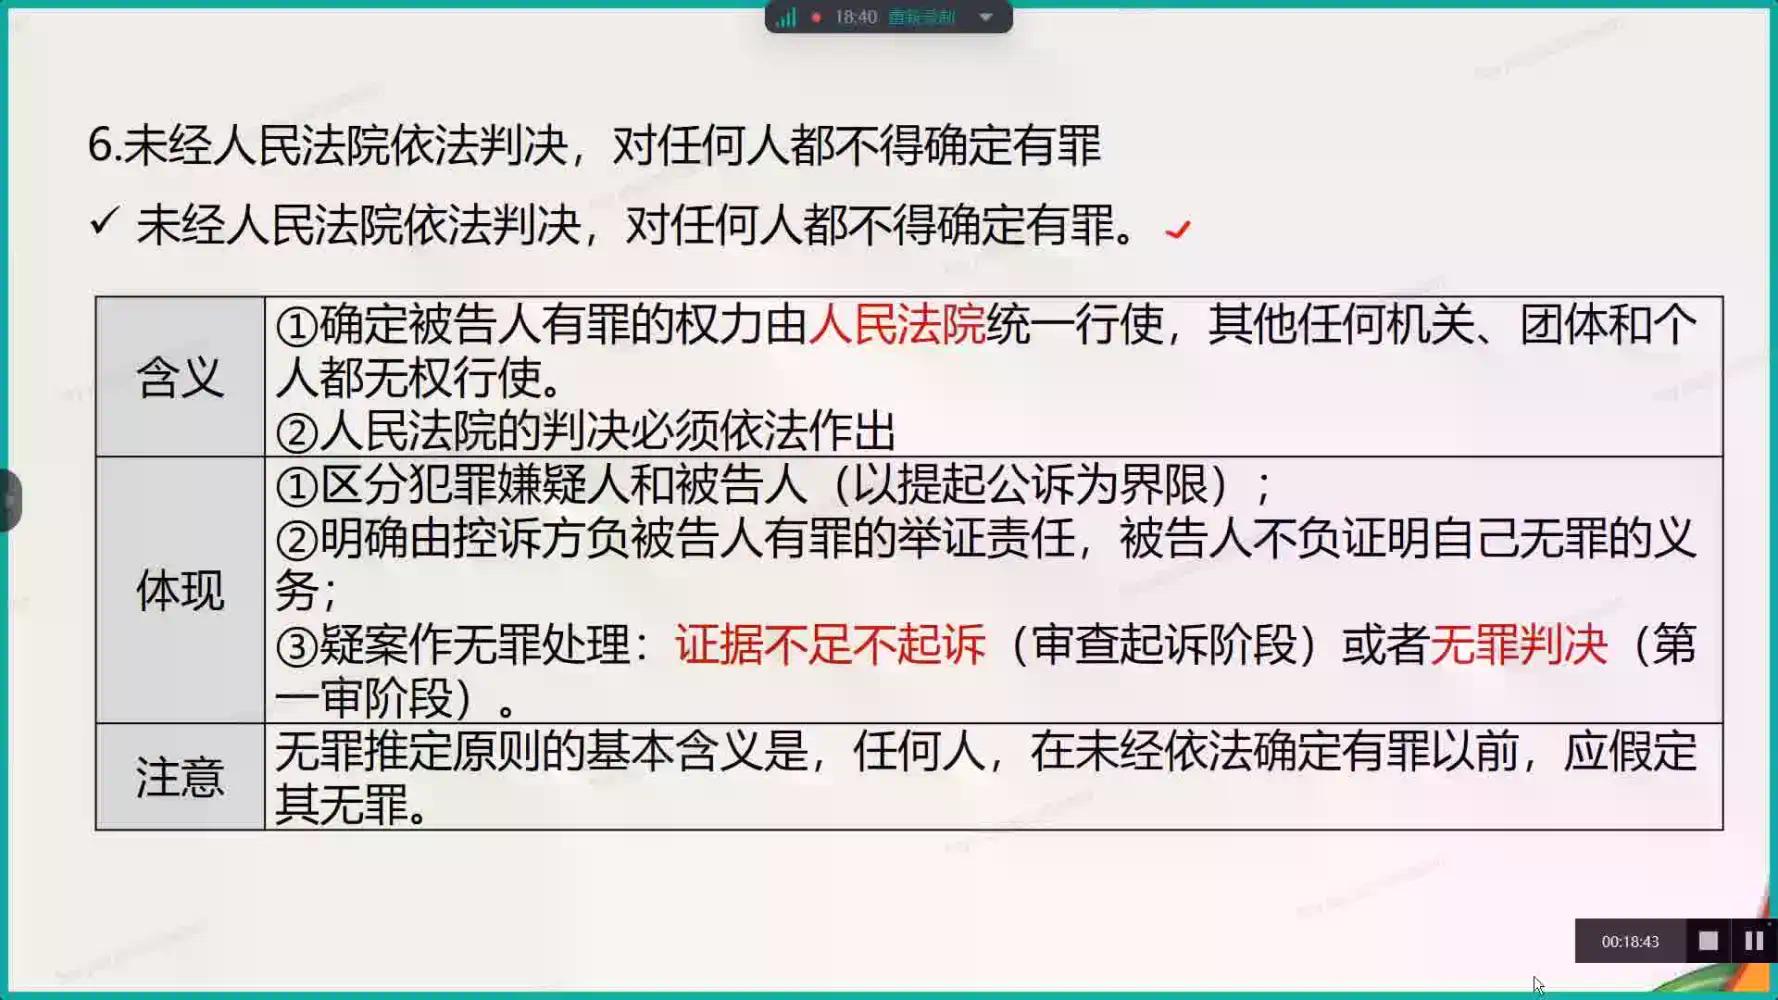 18:40
6.未经人民法院依法判决，对任何人都不得确定有罪
✓ 未经人民法院依法判决，对任何人都不得确定有罪。
含义
①确定被告人有罪的权力由人民法院统一行使，其他任何机关、团体和个
人都无权行使。
②人民法院的判决必须依法作出
体现
①区分犯罪嫌疑人和被告人（以提起公诉为界限）；
②明确由控诉方负被告人有罪的举证责任，被告人不负证明自己无罪的义
务；
③疑案作无罪处理：证据不足不起诉（审查起诉阶段）或者无罪判决（第
一审阶段）。
注意
无罪推定原则的基本含义是，任何人，在未经依法确定有罪以前，应假定
其无罪。
00:18:43